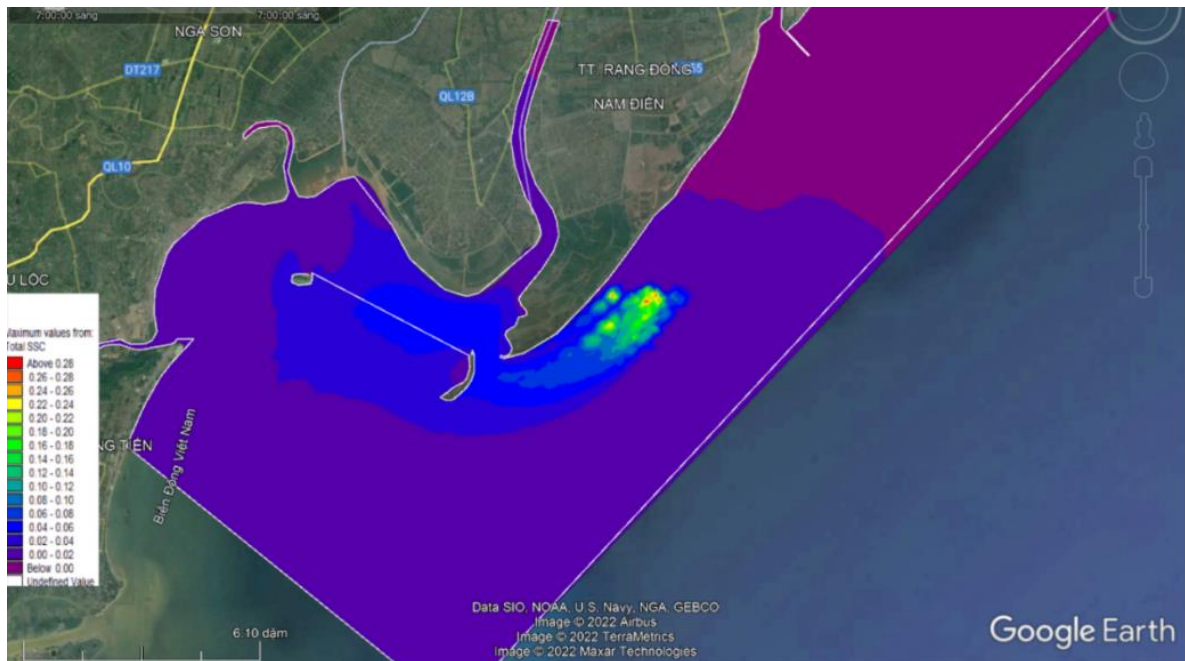 7:00:00 sáng
7:00:00 sáng
NGA SƠN
DT217
TT. RẠNG ĐÔNG
QL12B
NAM ĐIỀN
QL10
Maximum values from:
Total SSC
Above 0.28
0.26 - 0.28
0.24 - 0.26
0.22 - 0.24
0.20 - 0.22
0.18 - 0.20
0.16 - 0.18
0.14 - 0.16
0.12 - 0.14
0.10 - 0.12
0.08 - 0.10
0.06 - 0.08
0.04 - 0.06
0.02 - 0.04
0.00 - 0.02
Below 0.00
Undefined Value
Biển Đông Việt Nam
6.10 dặm
Data SIO, NOAA, U.S. Navy, NGA, GEBCO
Image © 2022 Airbus
Image © 2022 TerraMetrics
Image © 2022 Maxar Technologies
Google Earth